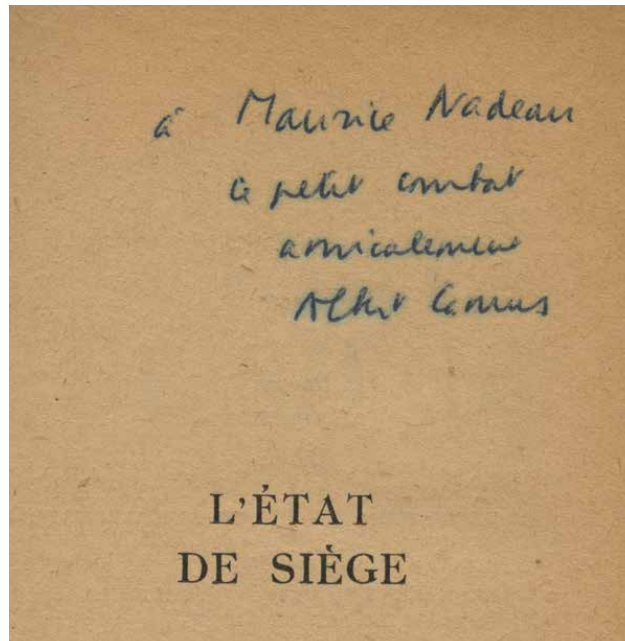 à Maurice Nadeau
ce petit combat
amicalement
Albert Camus
L'ÉTAT
DE SIÈGE